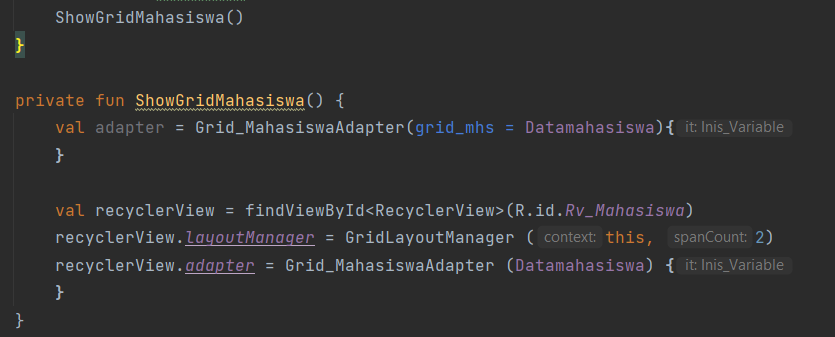 ShowGridMahasiswa()
}
private fun ShowGridMahasiswa() {
val adapter = Grid_MahasiswaAdapter(grid_mhs = Datamahasiswa){ it: Inis_Variable
}
val recyclerView = findViewById<RecyclerView>(R.id.Rv_Mahasiswa)
recyclerView.layoutManager = GridLayoutManager ( context: this, spanCount: 2)
recyclerView.adapter = Grid_MahasiswaAdapter (Datamahasiswa) { it: Inis_Variable
}
}